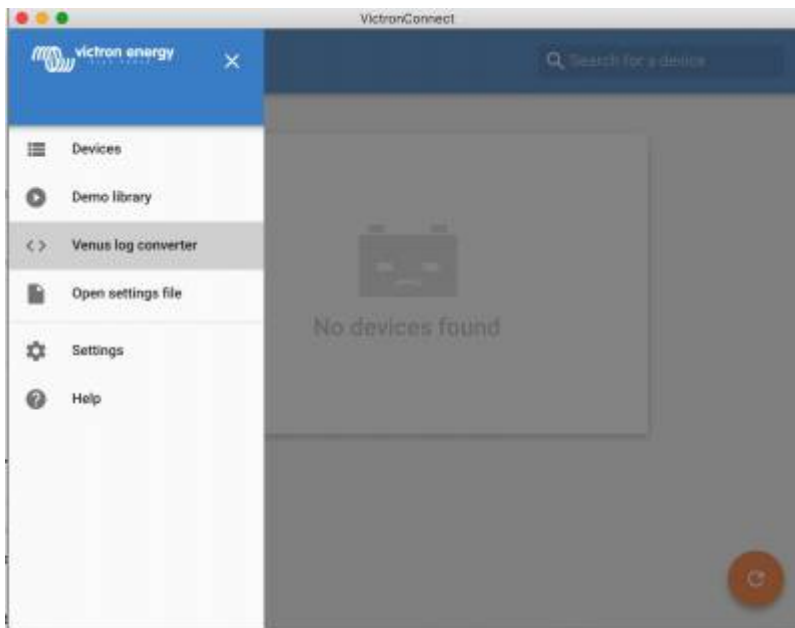 VictronConnect
victron energy
Search for a device
Devices
Demo library
Venus log converter
Open settings file
No devices found
Settings
Help